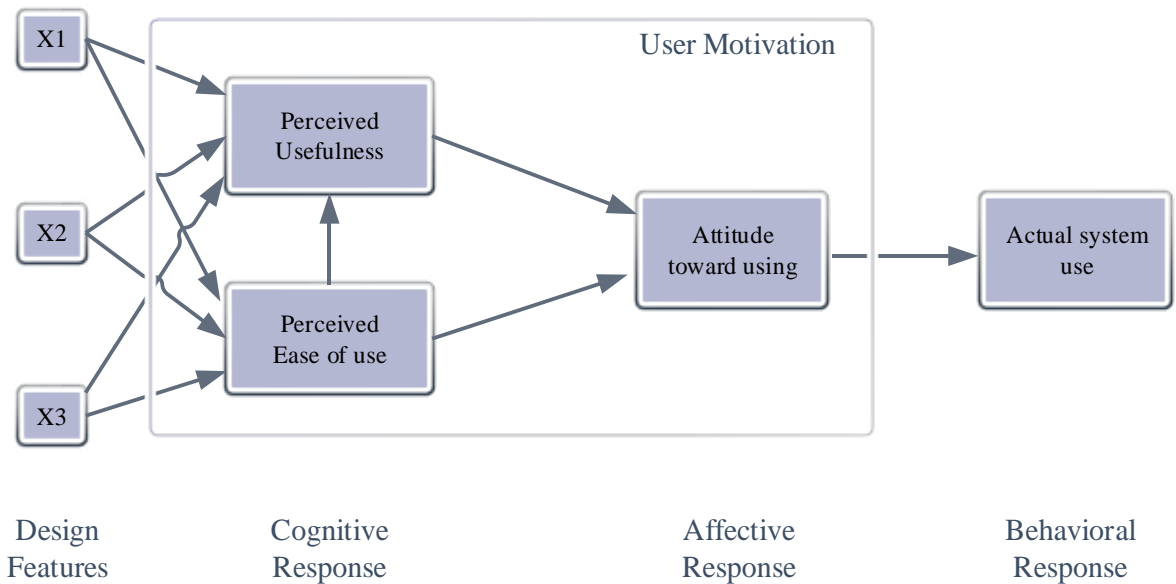 X1
User Motivation
Perceived
Usefulness
X2
Attitude
toward using
Actual system
use
Perceived
Ease of use
X3
Design
Features
Cognitive
Response
Affective
Response
Behavioral
Response